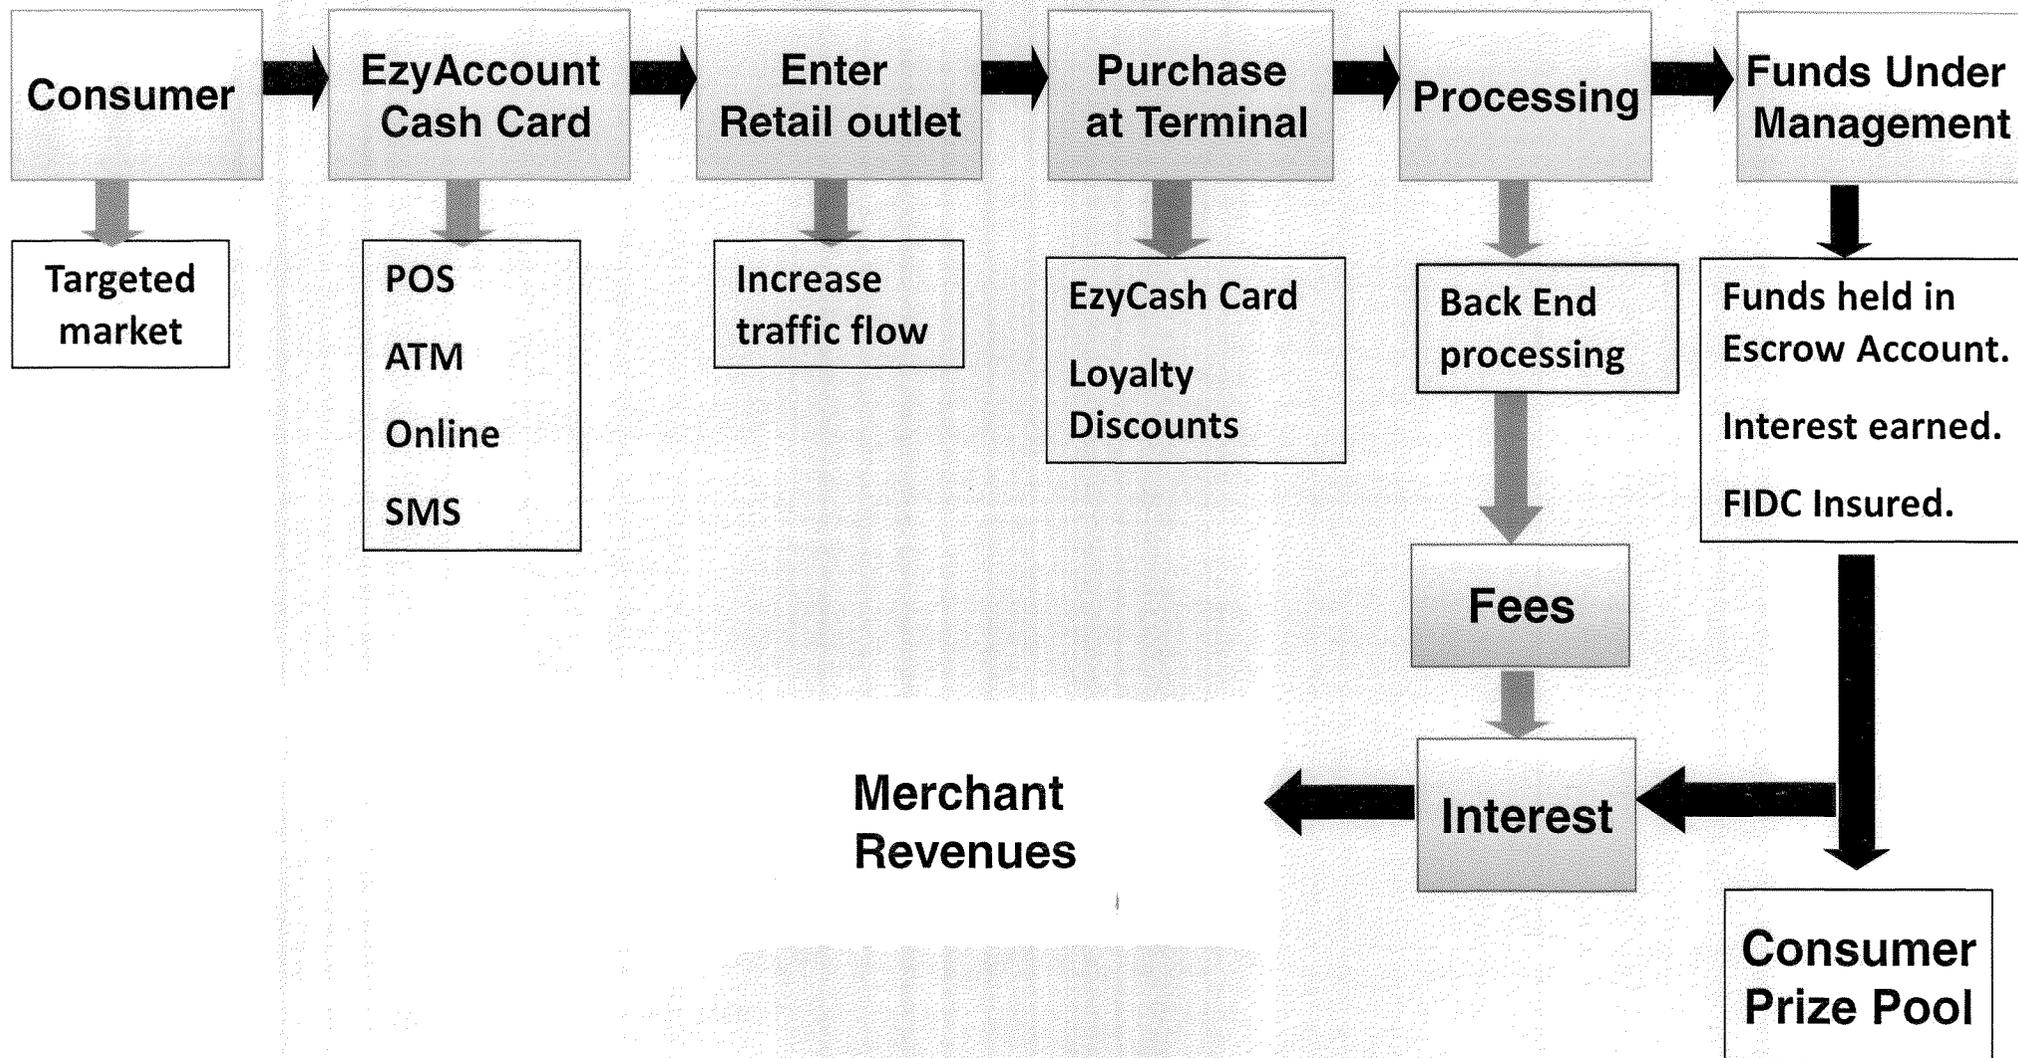 Consumer
EzyAccount
Cash Card
Enter
Retail outlet
Purchase
at Terminal
Processing
Funds Under
Management
Targeted
market
POS
ATM
Online
SMS
Increase
traffic flow
EzyCash Card
Loyalty
Discounts
Back End
processing
Funds held in
Escrow Account.
Interest earned.
FIDC Insured.
Fees
Merchant
Revenues
Interest
Consumer
Prize Pool